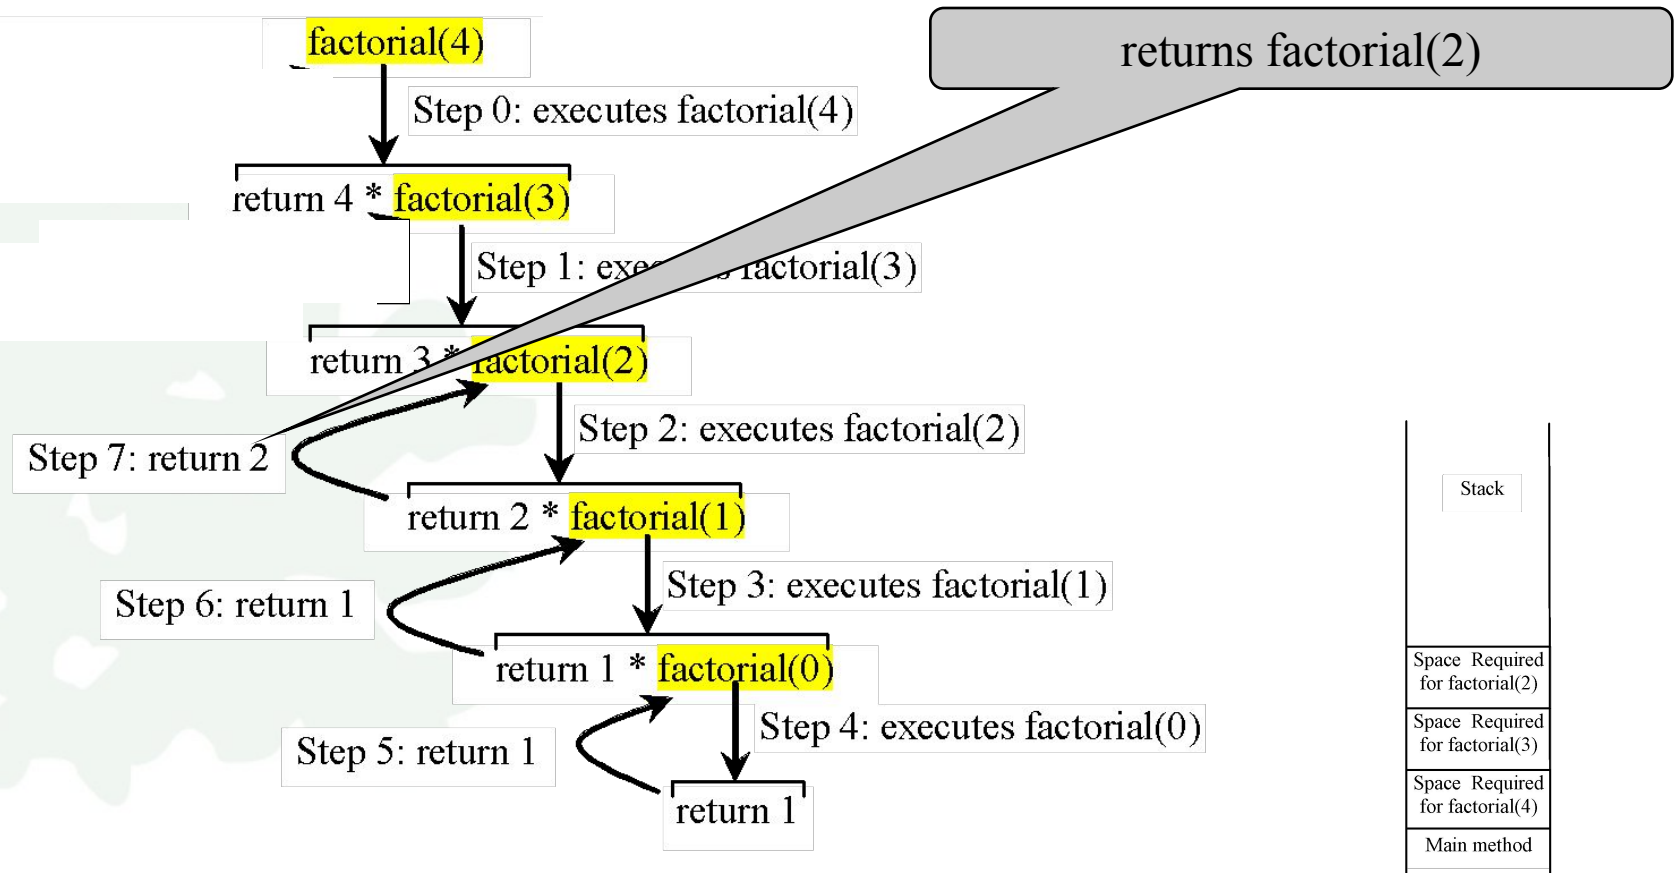 factorial(4)
returns factorial(2)
Step 0: executes factorial(4)
return 4 * factorial(3)
Step 1: executes factorial(3)
return 3 * factorial(2)
Step 2: executes factorial(2)
Step 7: return 2
return 2 * factorial(1)
Step 3: executes factorial(1)
Step 6: return 1
return 1 * factorial(0)
Step 4: executes factorial(0)
Step 5: return 1
return 1
Stack
Space Required
for factorial(2)
Space Required
for factorial(3)
Space Required
for factorial(4)
Main method